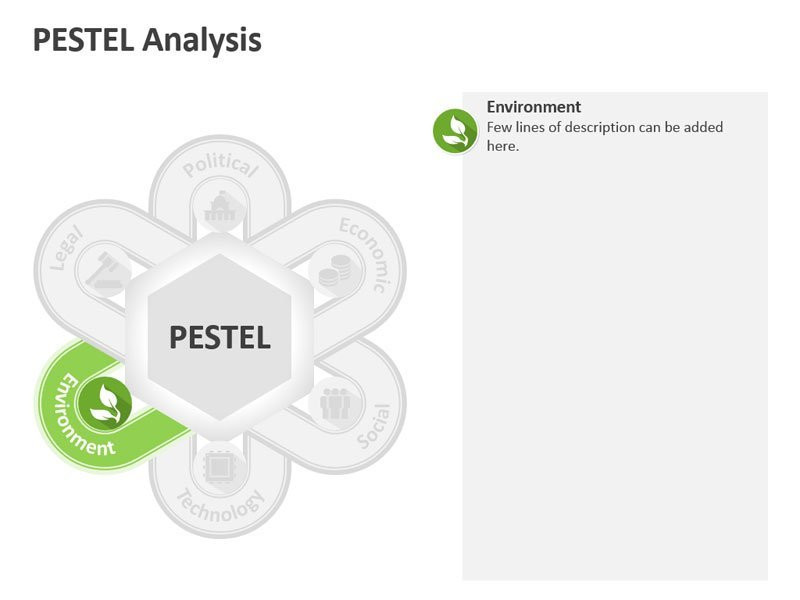 PESTEL Analysis
Political
Economic
Social
Technology
Environment
Legal
PESTEL
Environment
Few lines of description can be added
here.